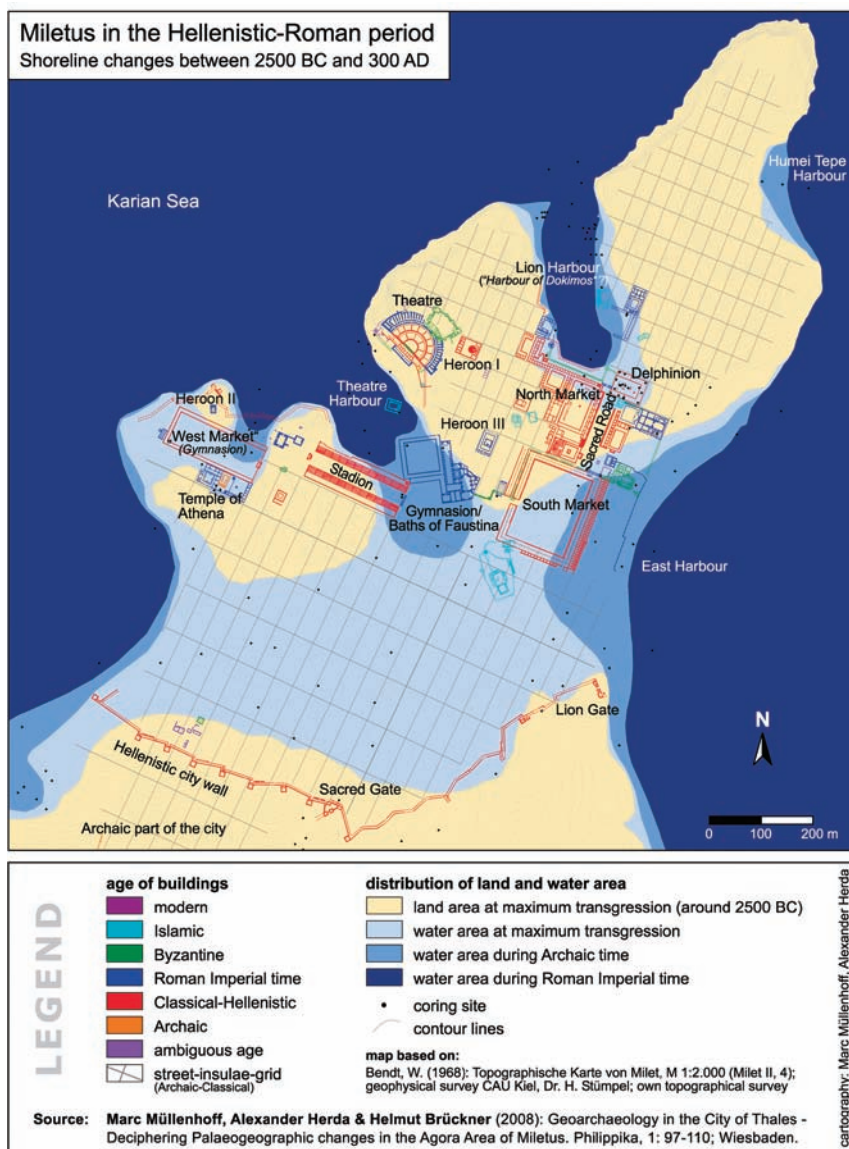 Miletus in the Hellenistic-Roman period
Shoreline changes between 2500 BC and 300 AD
Humei Tepe
Harbour
Karian Sea
Lion Harbour
("Harbour of Dokimos"?)
Theatre
Heroon I
Delphinion
Theatre
Harbour
North Market
Sacred Road
Heroon II
Heroon III
"West Market"
(Gymnasion)
Stadion
Temple of
Athena
Gymnasion/
Baths of Faustina
South Market
East Harbour
Lion Gate
N
Hellenistic city wall
Sacred Gate
Archaic part of the city
0 100 200 m
LEGEND
age of buildings
modern
Islamic
Byzantine
Roman Imperial time
Classical-Hellenistic
Archaic
ambiguous age
street-insulae-grid
(Archaic-Classical)
distribution of land and water area
land area at maximum transgression (around 2500 BC)
water area at maximum transgression
water area during Archaic time
water area during Roman Imperial time
coring site
contour lines
map based on:
Bendt, W. (1968): Topographische Karte von Milet, M 1:2.000 (Milet II, 4);
geophysical survey CAU Kiel, Dr. H. Stümpel; own topographical survey
Source: Marc Müllenhoff, Alexander Herda & Helmut Brückner (2008): Geoarchaeology in the City of Thales -
Deciphering Palaeogeographic changes in the Agora Area of Miletus. Philippika, 1: 97-110; Wiesbaden.
cartography: Marc Müllenhoff, Alexander Herda